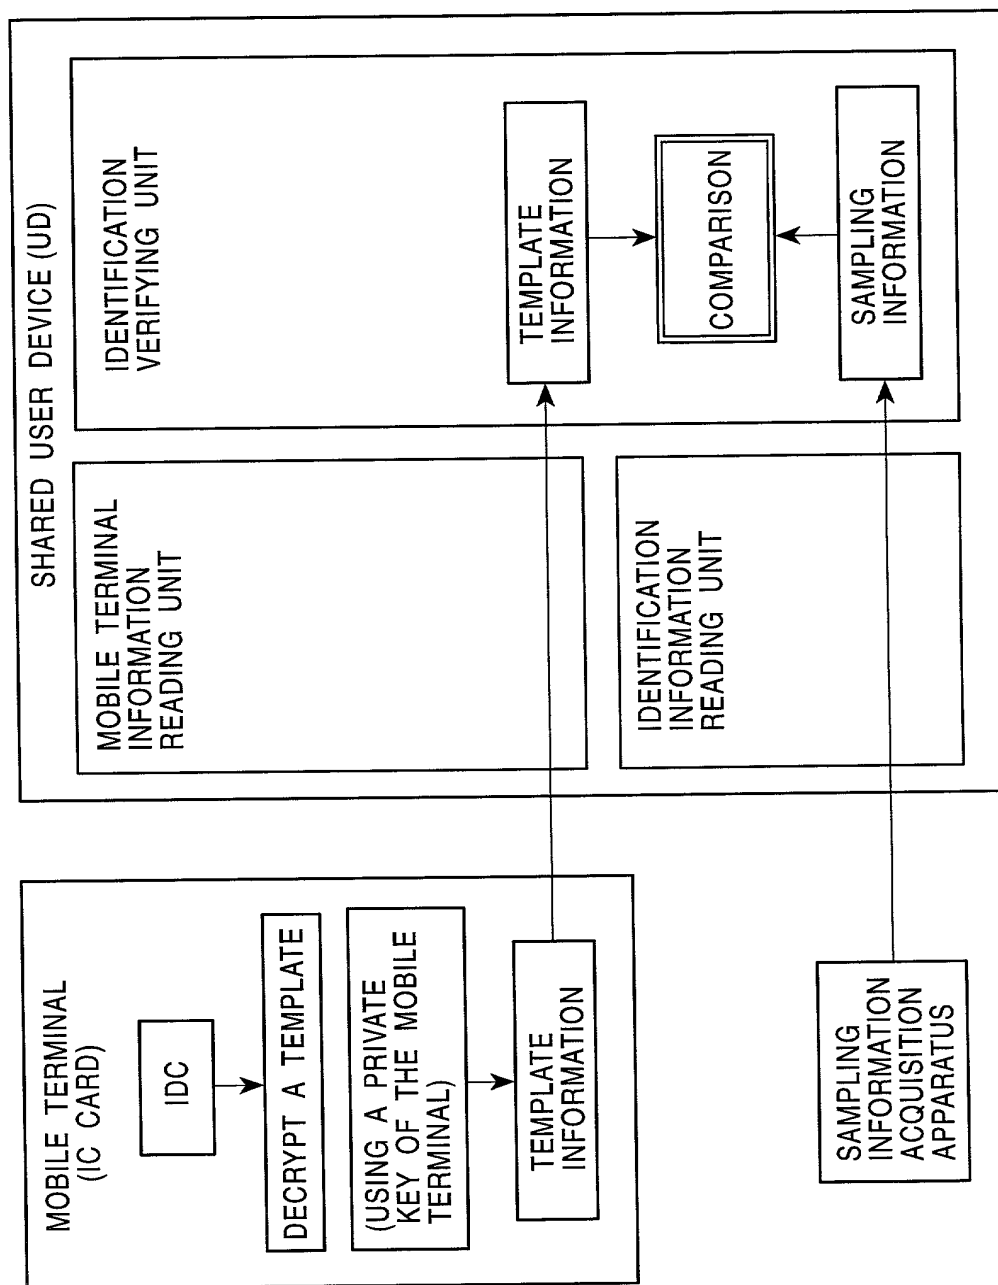 MOBILE TERMINAL
(IC CARD)
IDC
DECRYPT A TEMPLATE
(USING A PRIVATE
KEY OF THE MOBILE
TERMINAL)
TEMPLATE
INFORMATION
SAMPLING
INFORMATION
ACQUISITION
APPARATUS
SHARED USER DEVICE (UD)
MOBILE TERMINAL
INFORMATION
READING UNIT
IDENTIFICATION
INFORMATION
READING UNIT
IDENTIFICATION
VERIFYING UNIT
TEMPLATE
INFORMATION
COMPARISON
SAMPLING
INFORMATION